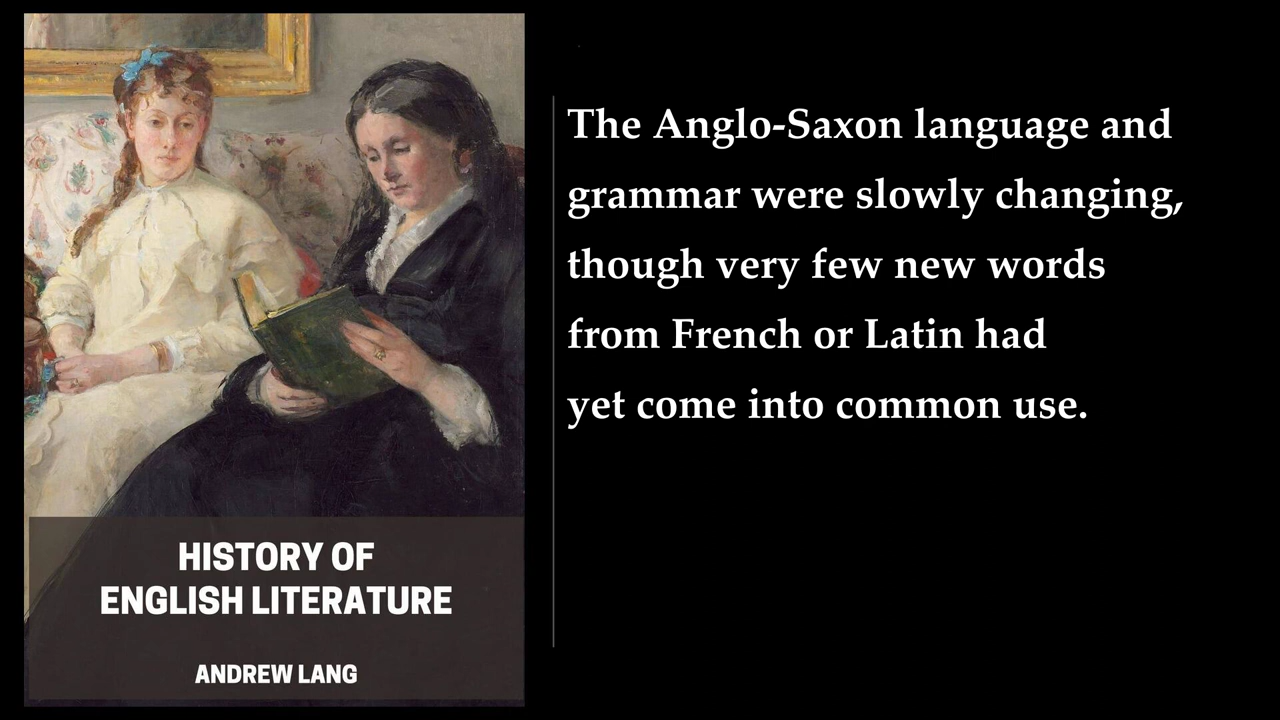 The Anglo-Saxon language and
grammar were slowly changing,
though very few new words
from French or Latin had
yet come into common use.
HISTORY OF
ENGLISH LITERATURE
ANDREW LANG